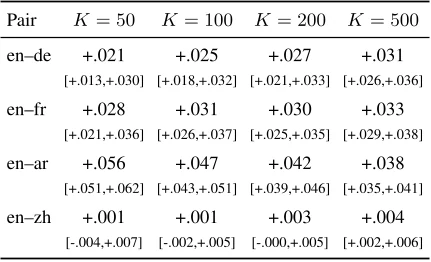 Pair K = 50 K = 100 K = 200 K = 500
en–de +.021 +.025 +.027 +.031
[+.013,+.030] [+.018,+.032] [+.021,+.033] [+.026,+.036]
en–fr +.028 +.031 +.030 +.033
[+.021,+.036] [+.026,+.037] [+.025,+.035] [+.029,+.038]
en–ar +.056 +.047 +.042 +.038
[+.051,+.062] [+.043,+.051] [+.039,+.046] [+.035,+.041]
en–zh +.001 +.001 +.003 +.004
[-.004,+.007] [-.002,+.005] [-.000,+.005] [+.002,+.006]